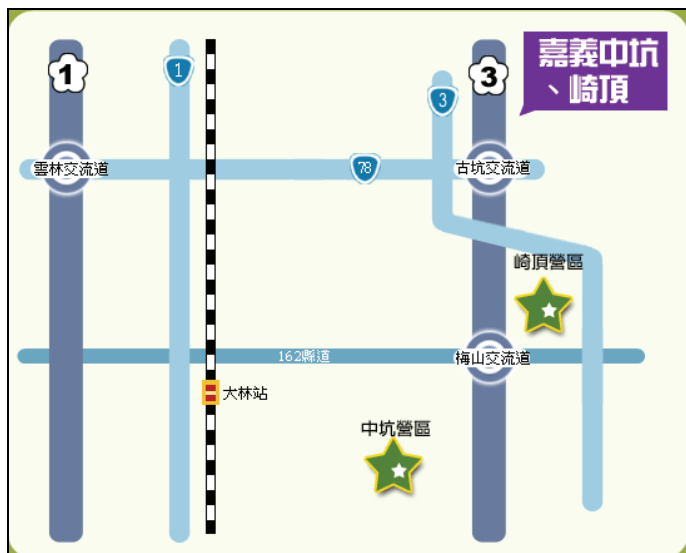 嘉義中坑
、崎頂
1
1
3
3
雲林交流道
78
古坑交流道
崎頂營區
162縣道
梅山交流道
大林站
中坑營區